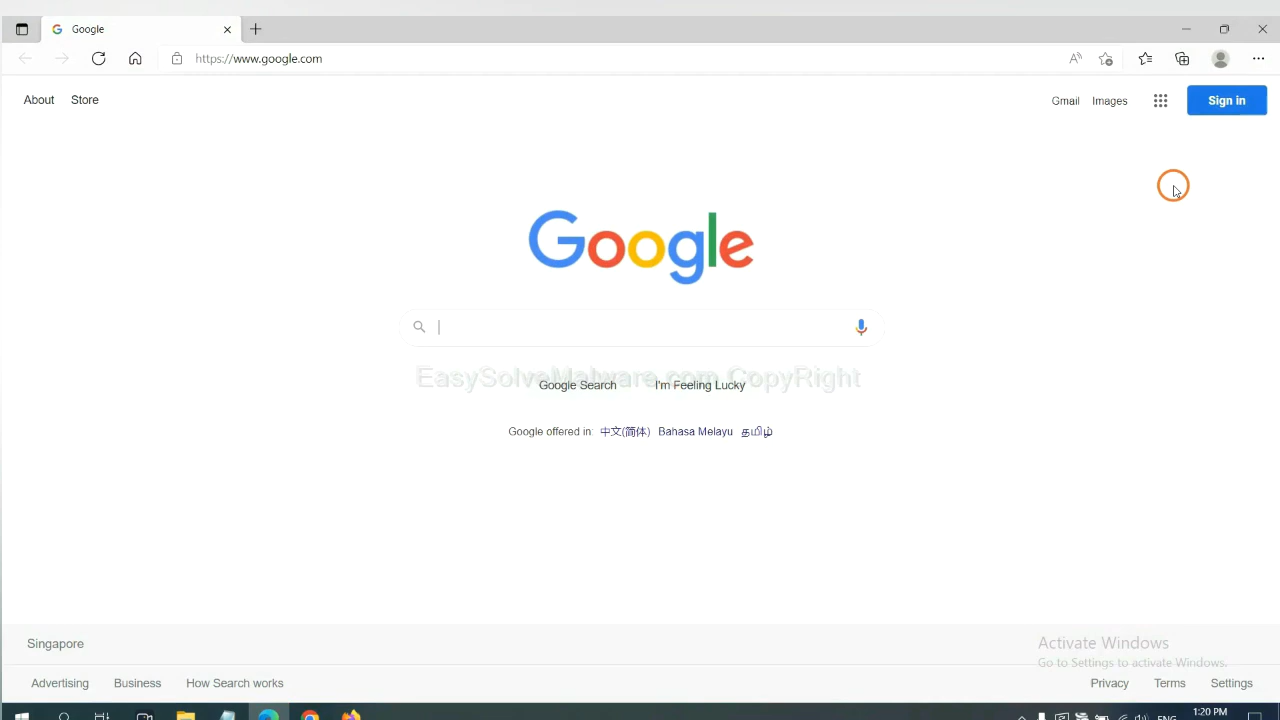 Google
https://www.google.com
About Store
Gmail Images
Sign in
Google
EasySolveMalware.com CopyRight
Google Search I'm Feeling Lucky
Google offered in: 中文(简体) Bahasa Melayu தமிழ்
Singapore
Activate Windows
Go to Settings to activate Windows.
Advertising Business How Search works
Privacy Terms Settings
1:20 PM
ENG